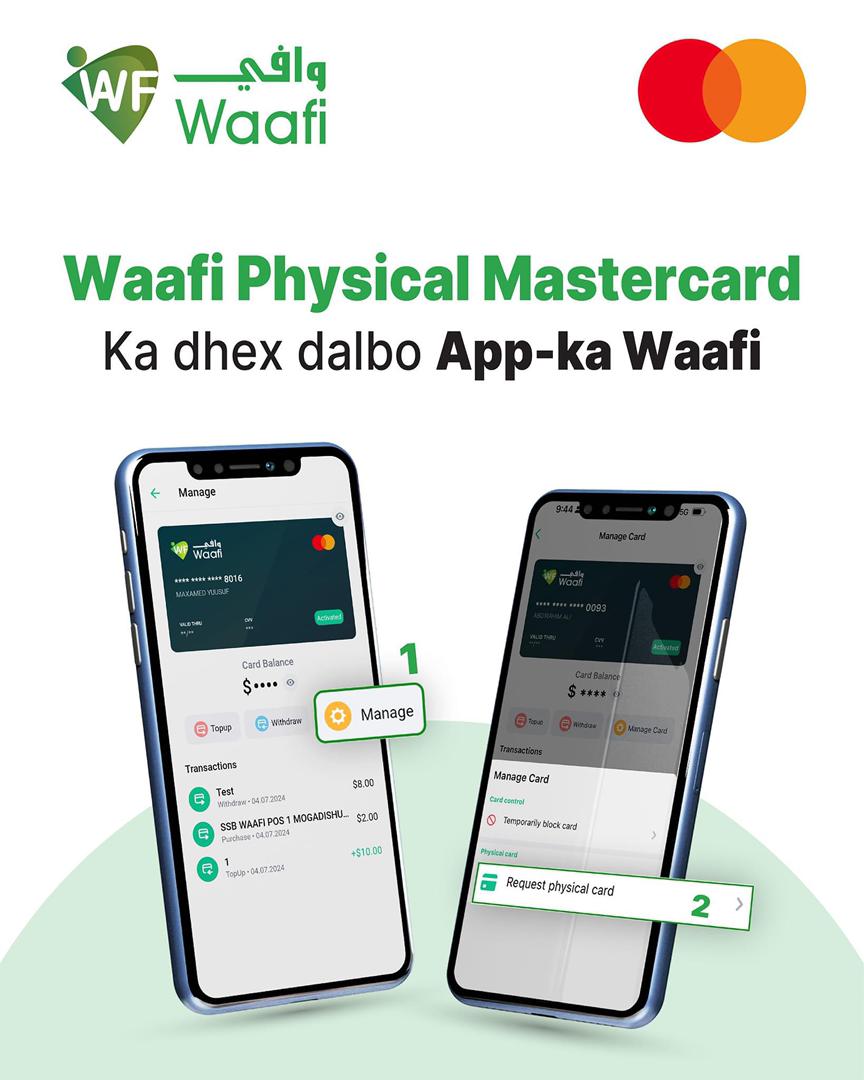 WF
وافي
Waafi
Waafi Physical Mastercard
Ka dhex dalbo App-ka Waafi
Manage
WF
وافي
Waafi
**** **** **** 8016
MAXAMED YUUSUF
VALID THRU
**/**
CVV
***
Activated
Card Balance
$••••
Topup
Withdraw
1
Manage
Transactions
Test
Withdraw • 04.07.2024
$8.00
SSB WAAFI POS 1 MOGADISHU...
Purchase • 04.07.2024
$2.00
1
TopUp • 04.07.2024
+$10.00
9:44
5G
Manage Card
WF
وافي
Waafi
**** **** **** 0093
ABDIRAHIM ALI
VALID THRU
CVV
Activated
Card Balance
$ ****
Topup
Withdraw
Manage Card
Transactions
Manage Card
Card control
Temporarily block card
Physical card
Request physical card
2